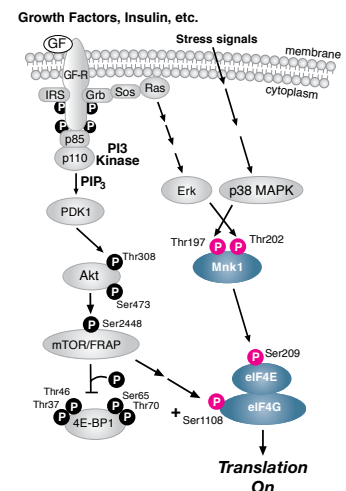 Growth Factors, Insulin, etc.
Stress signals
GF
membrane
GF-R
cytoplasm
IRS
Grb
Sos
Ras
P
P
P
P
p85
p110
PI3
Kinase
PIP3
Erk
p38 MAPK
PDK1
Thr197
P
P
Thr202
Mnk1
P
Thr308
Akt
P
Ser473
P
Ser2448
mTOR/FRAP
P
Ser209
eIF4E
P
Thr46
Thr37
P
P
4E-BP1
P
P
Ser65
Thr70
+
P
Ser1108
eIF4G
Translation
On